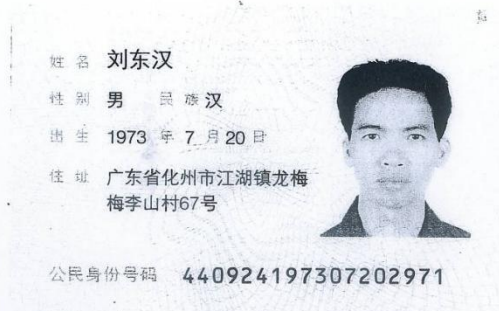 姓名 刘东汉
性别 男 民族 汉
出生 1973 年 7 月 20 日
住址 广东省化州市江湖镇龙梅
梅李山村67号
公民身份号码 440924197307202971